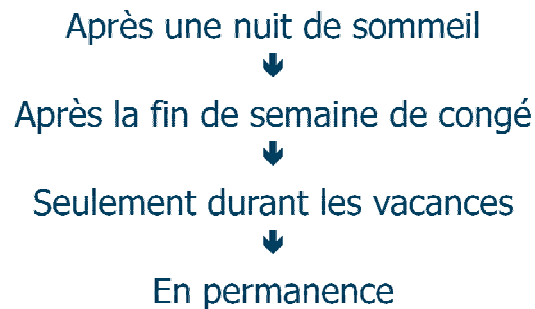 Après une nuit de sommeil
Après la fin de semaine de congé
Seulement durant les vacances
En permanence